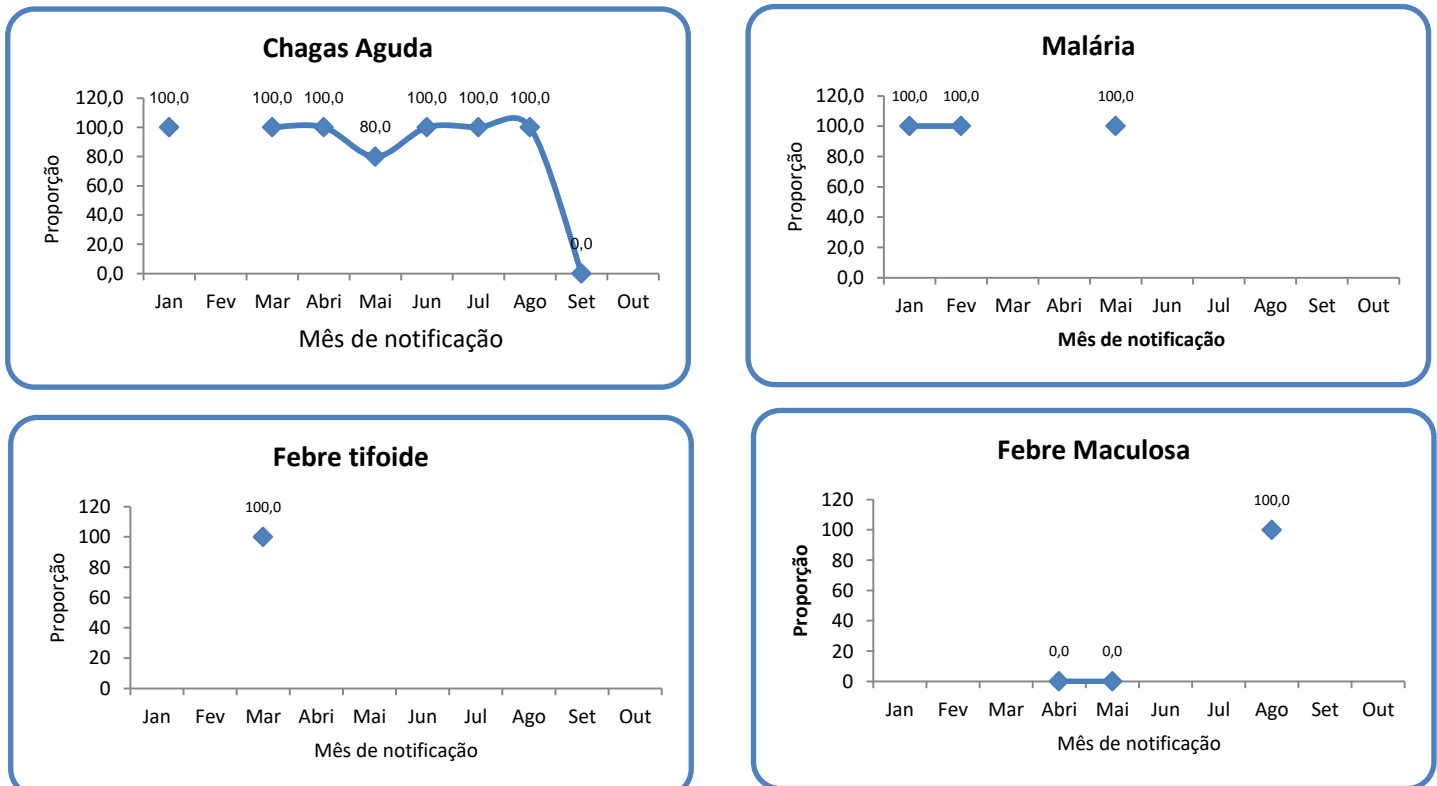 Chagas Aguda
120,0
100,0
80,0
60,0
40,0
20,0
0,0
Proporção
100,0 100,0 100,0 80,0 100,0 100,0 100,0 0,0
Jan Fev Mar Abri Mai Jun Jul Ago Set Out
Mês de notificação
Malária
120,0
100,0
80,0
60,0
40,0
20,0
0,0
Proporção
100,0 100,0 100,0
Jan Fev Mar Abri Mai Jun Jul Ago Set Out
Mês de notificação
Febre tifoide
120
100
80
60
40
20
0
Proporção
100,0
Jan Fev Mar Abri Mai Jun Jul Ago Set Out
Mês de notificação
Febre Maculosa
120
100
80
60
40
20
0
Proporção
0,0 0,0 100,0
Jan Fev Mar Abri Mai Jun Jul Ago Set Out
Mês de notificação